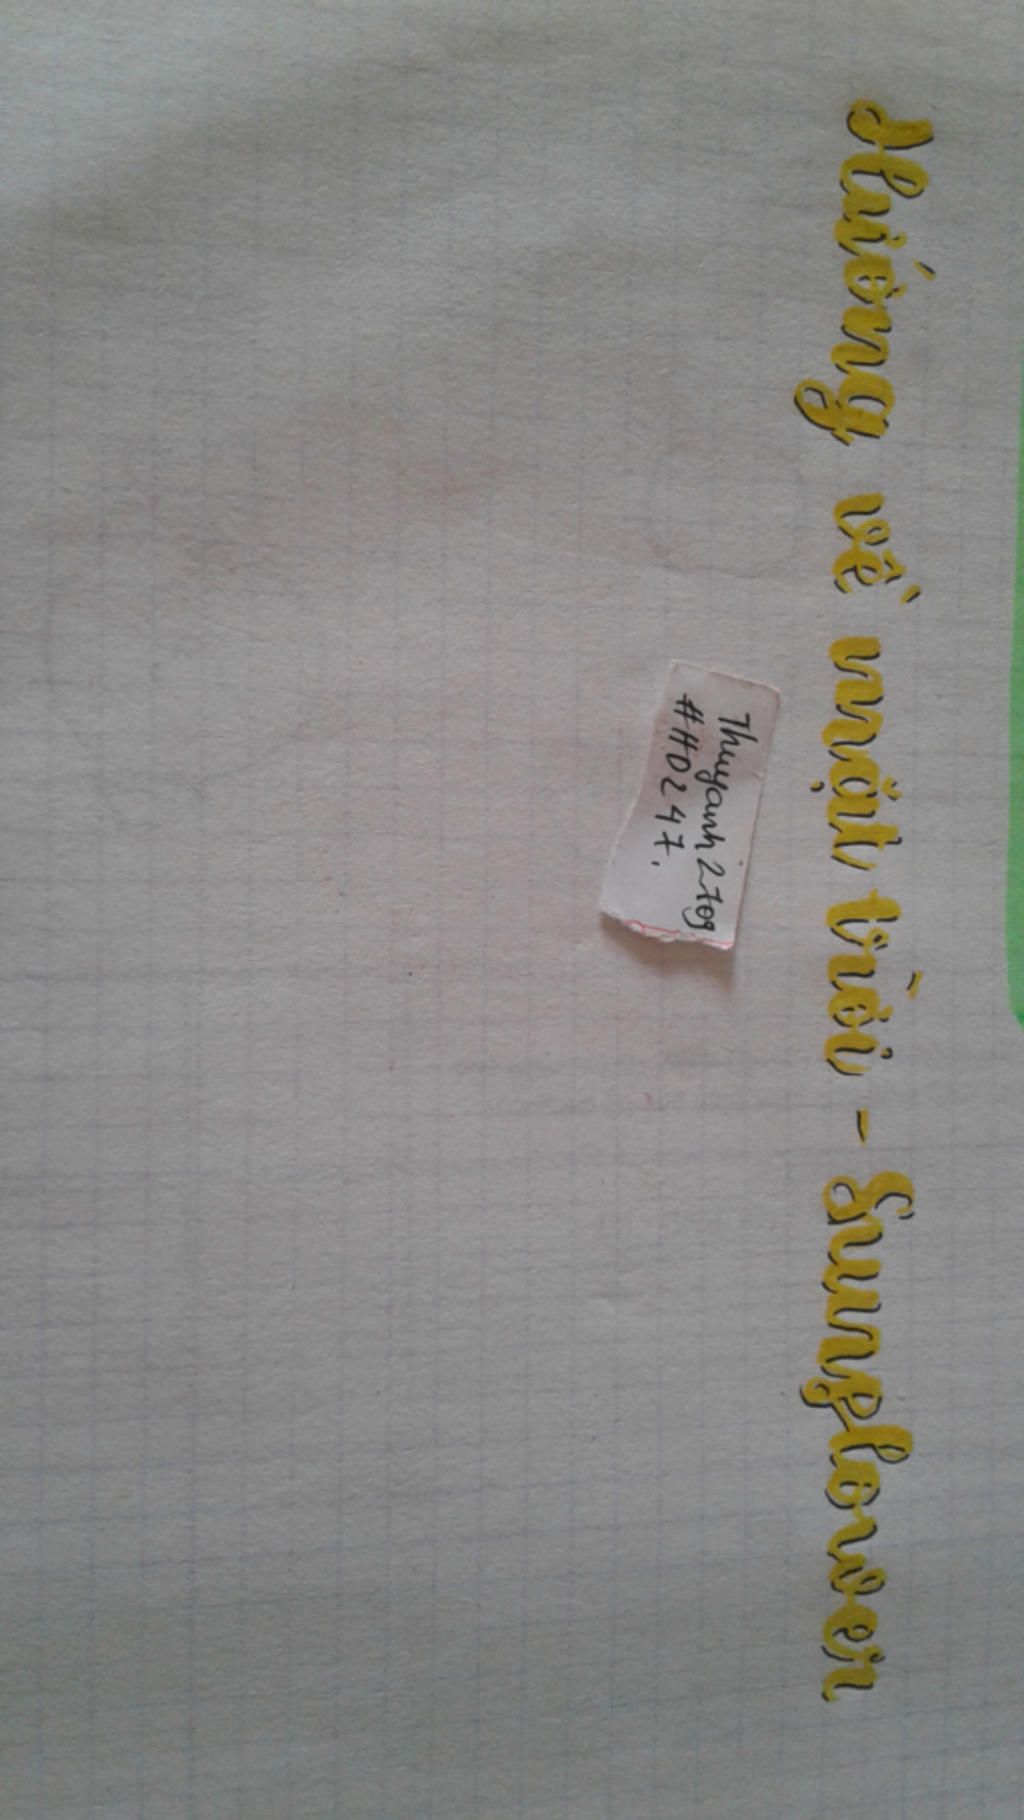 Hướng về mặt trời - Sunflower
Thuyanh2709
#HD247.